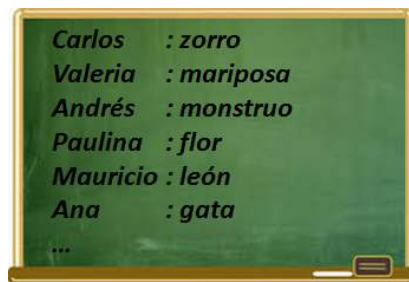 Carlos : zorro
Valeria : mariposa
Andrés : monstruo
Paulina : flor
Mauricio : león
Ana : gata
...